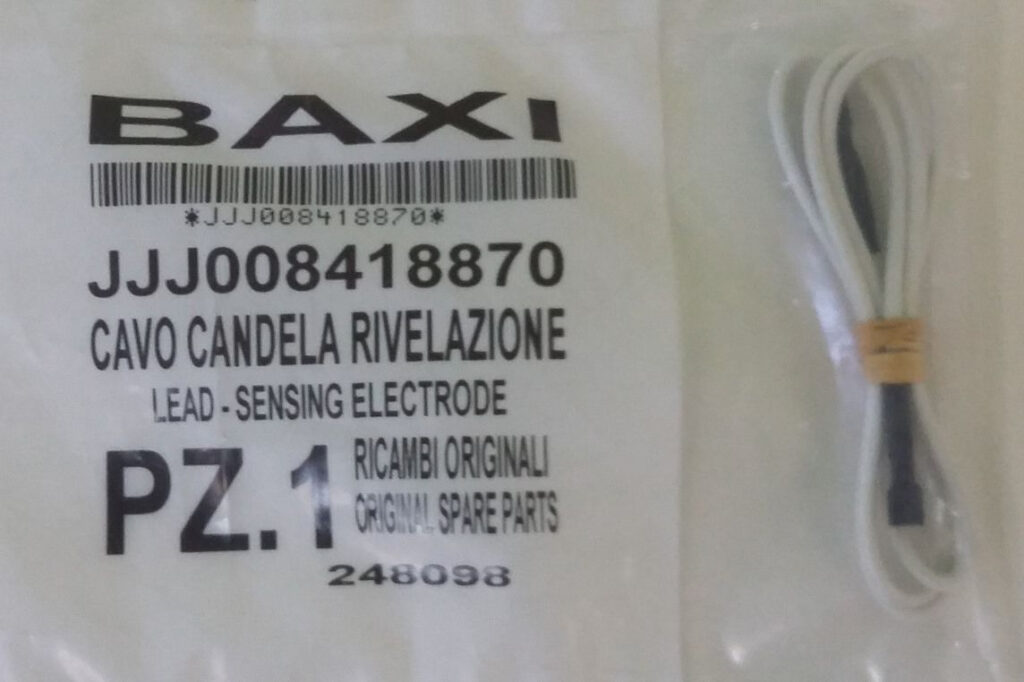 BAXI
*JJJ008418870*
JJJ008418870
CAVO CANDELA RIVELAZIONE
LEAD - SENSING ELECTRODE
PZ.1 RICAMBI ORIGINALI
ORIGINAL SPARE PARTS
248098